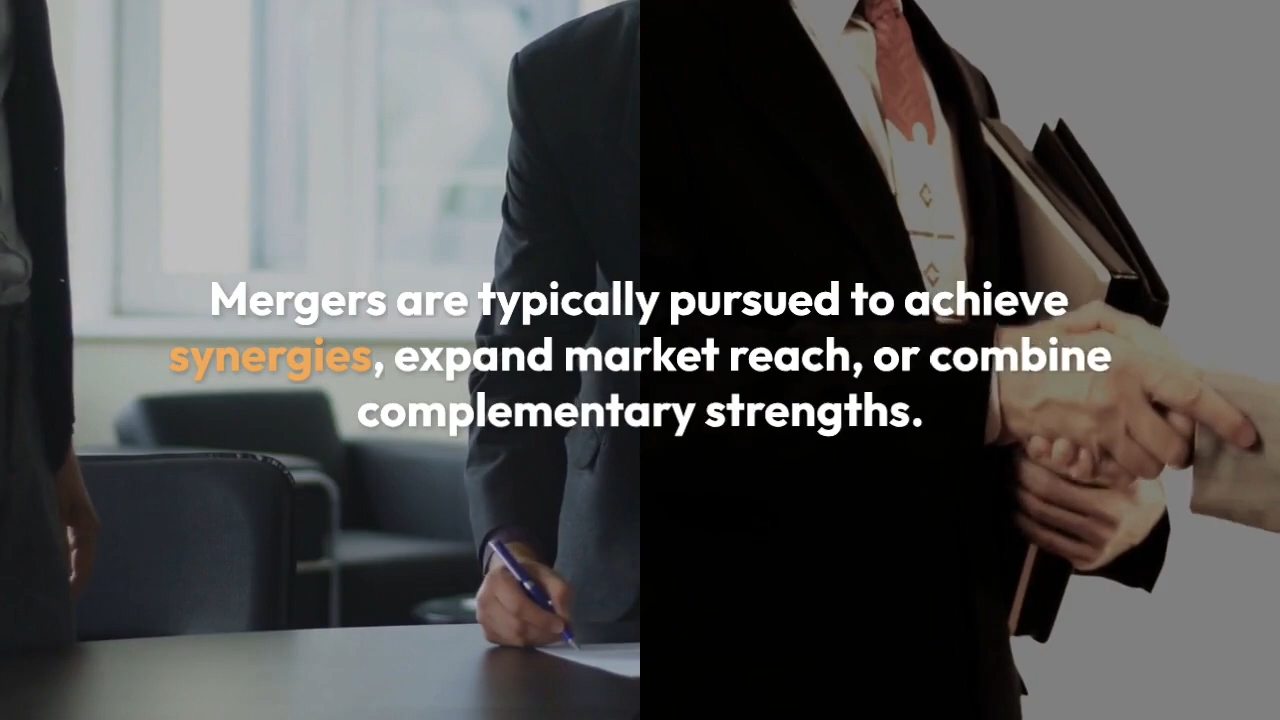 Mergers are typically pursued to achieve
synergies, expand market reach, or combine
complementary strengths.